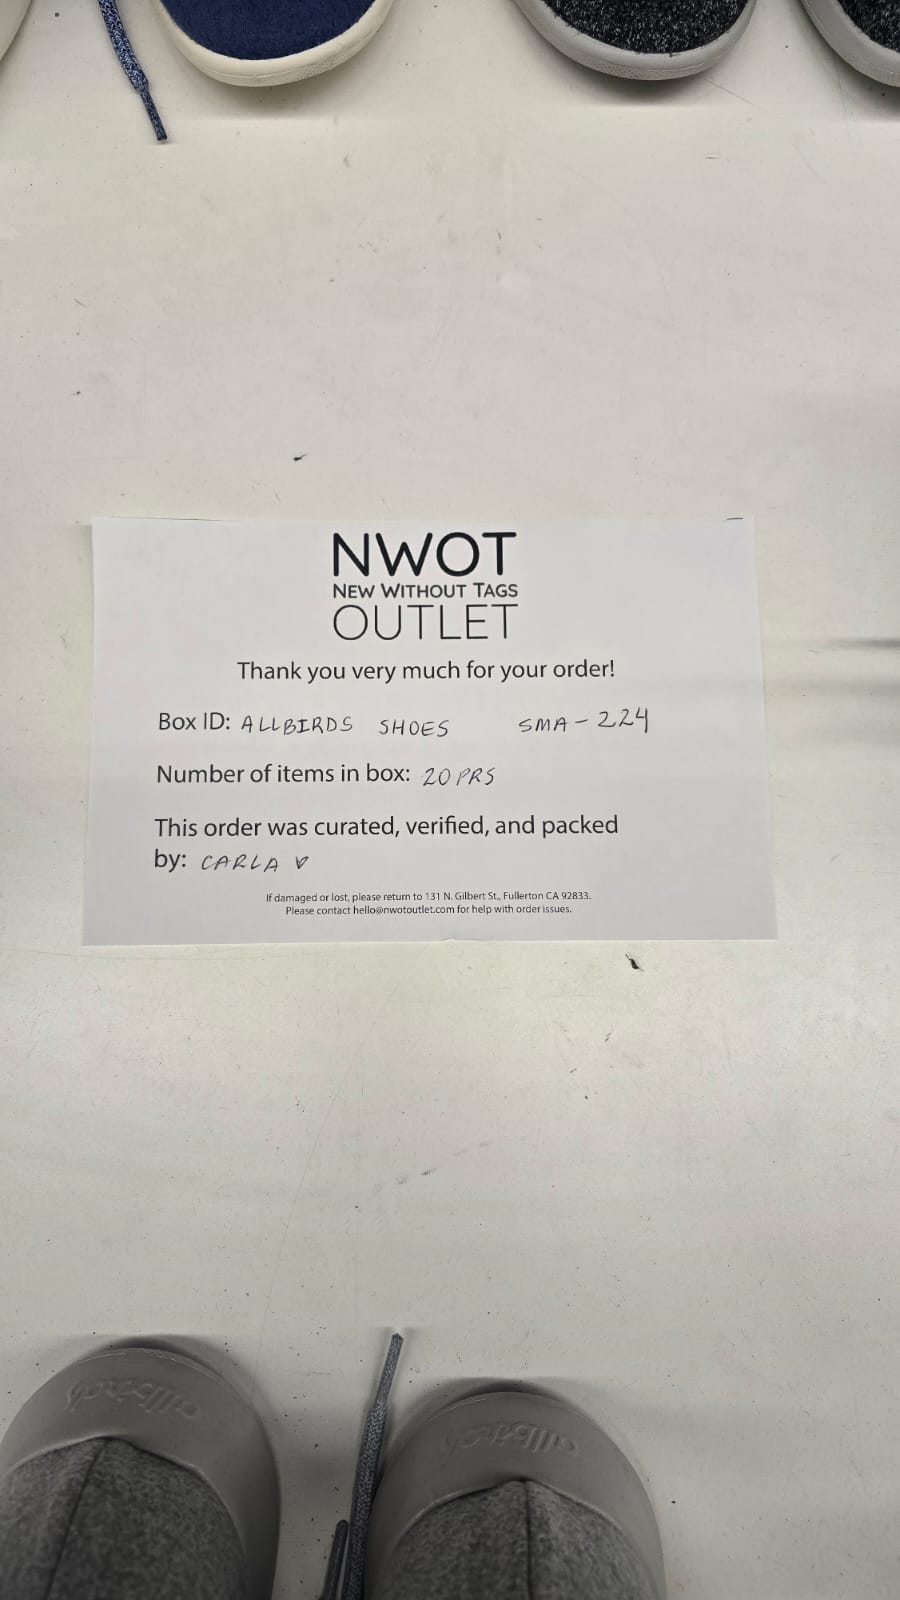 NWOT
NEW WITHOUT TAGS
OUTLET
Thank you very much for your order!
Box ID: ALLBIRDS SHOES SMA-224
Number of items in box: 20 PRS
This order was curated, verified, and packed
by: CARLA ♡
If damaged or lost, please return to 131 N. Gilbert St., Fullerton CA 92833.
Please contact hello@nwotoutlet.com for help with order issues.
allbirds
allbirds